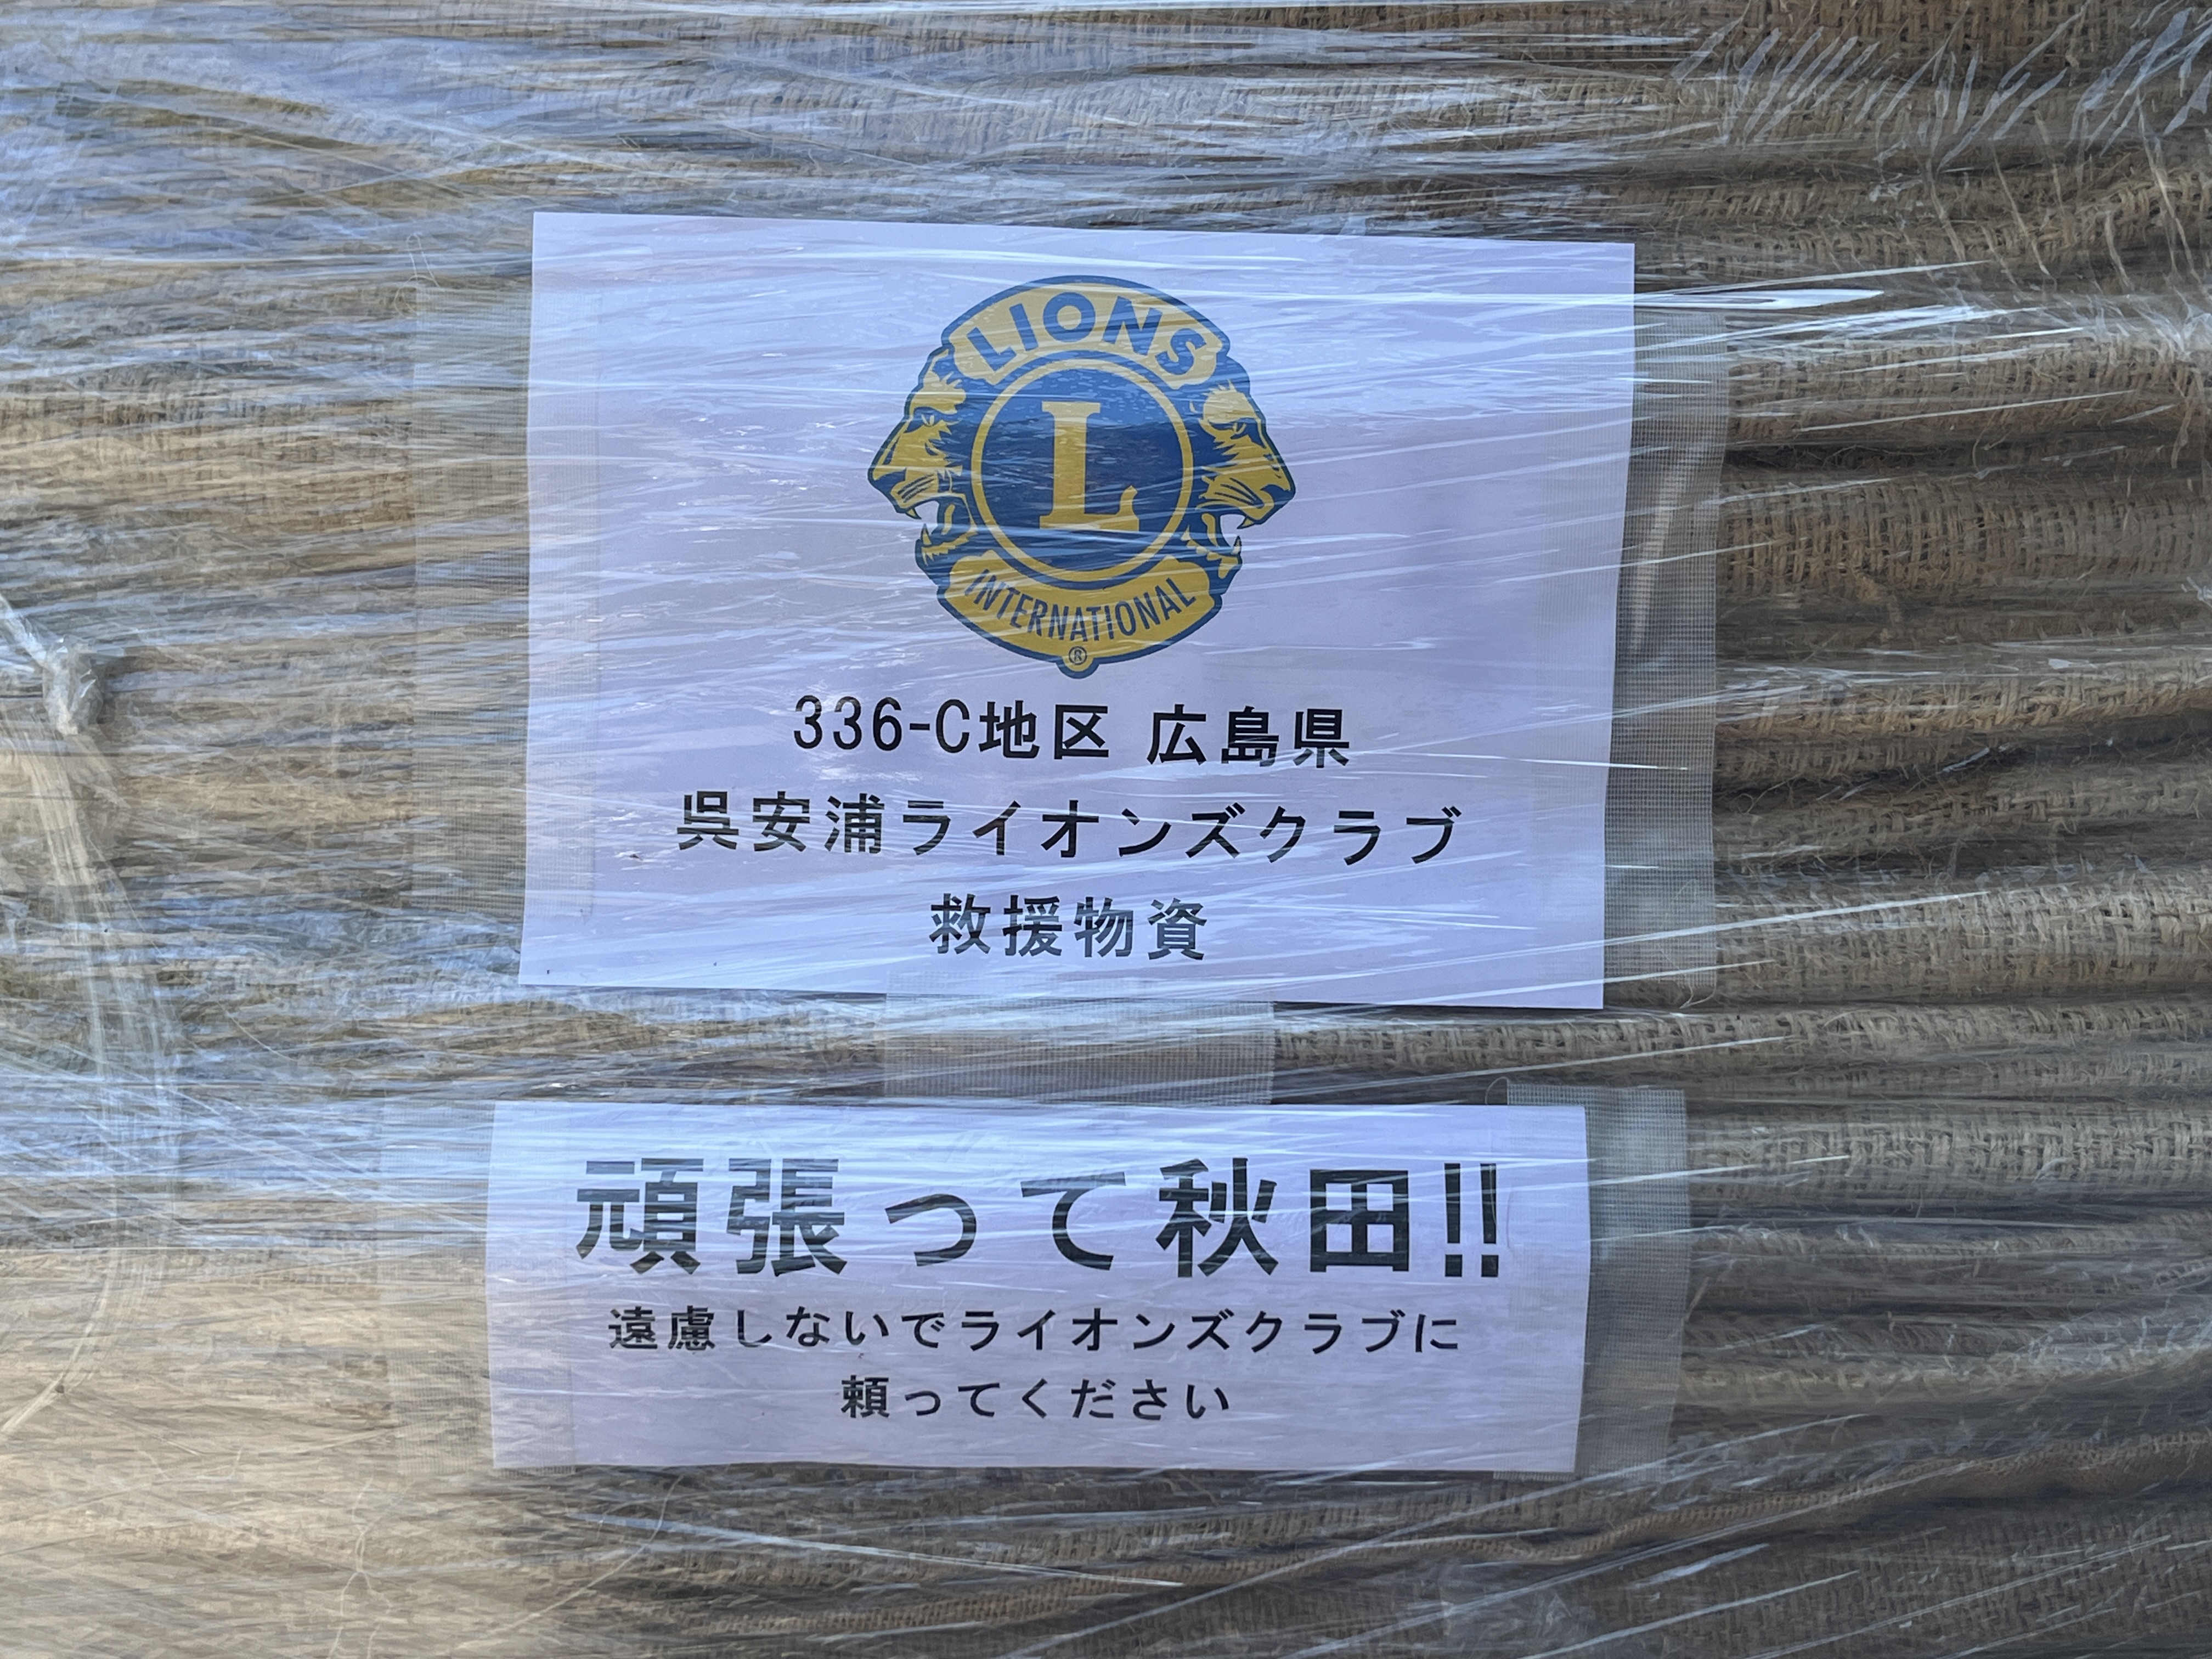 LIONS
L
INTERNATIONAL
®
336-C地区 広島県
呉安浦ライオンズクラブ
救援物資
頑張って秋田!!
遠慮しないでライオンズクラブに
頼ってください